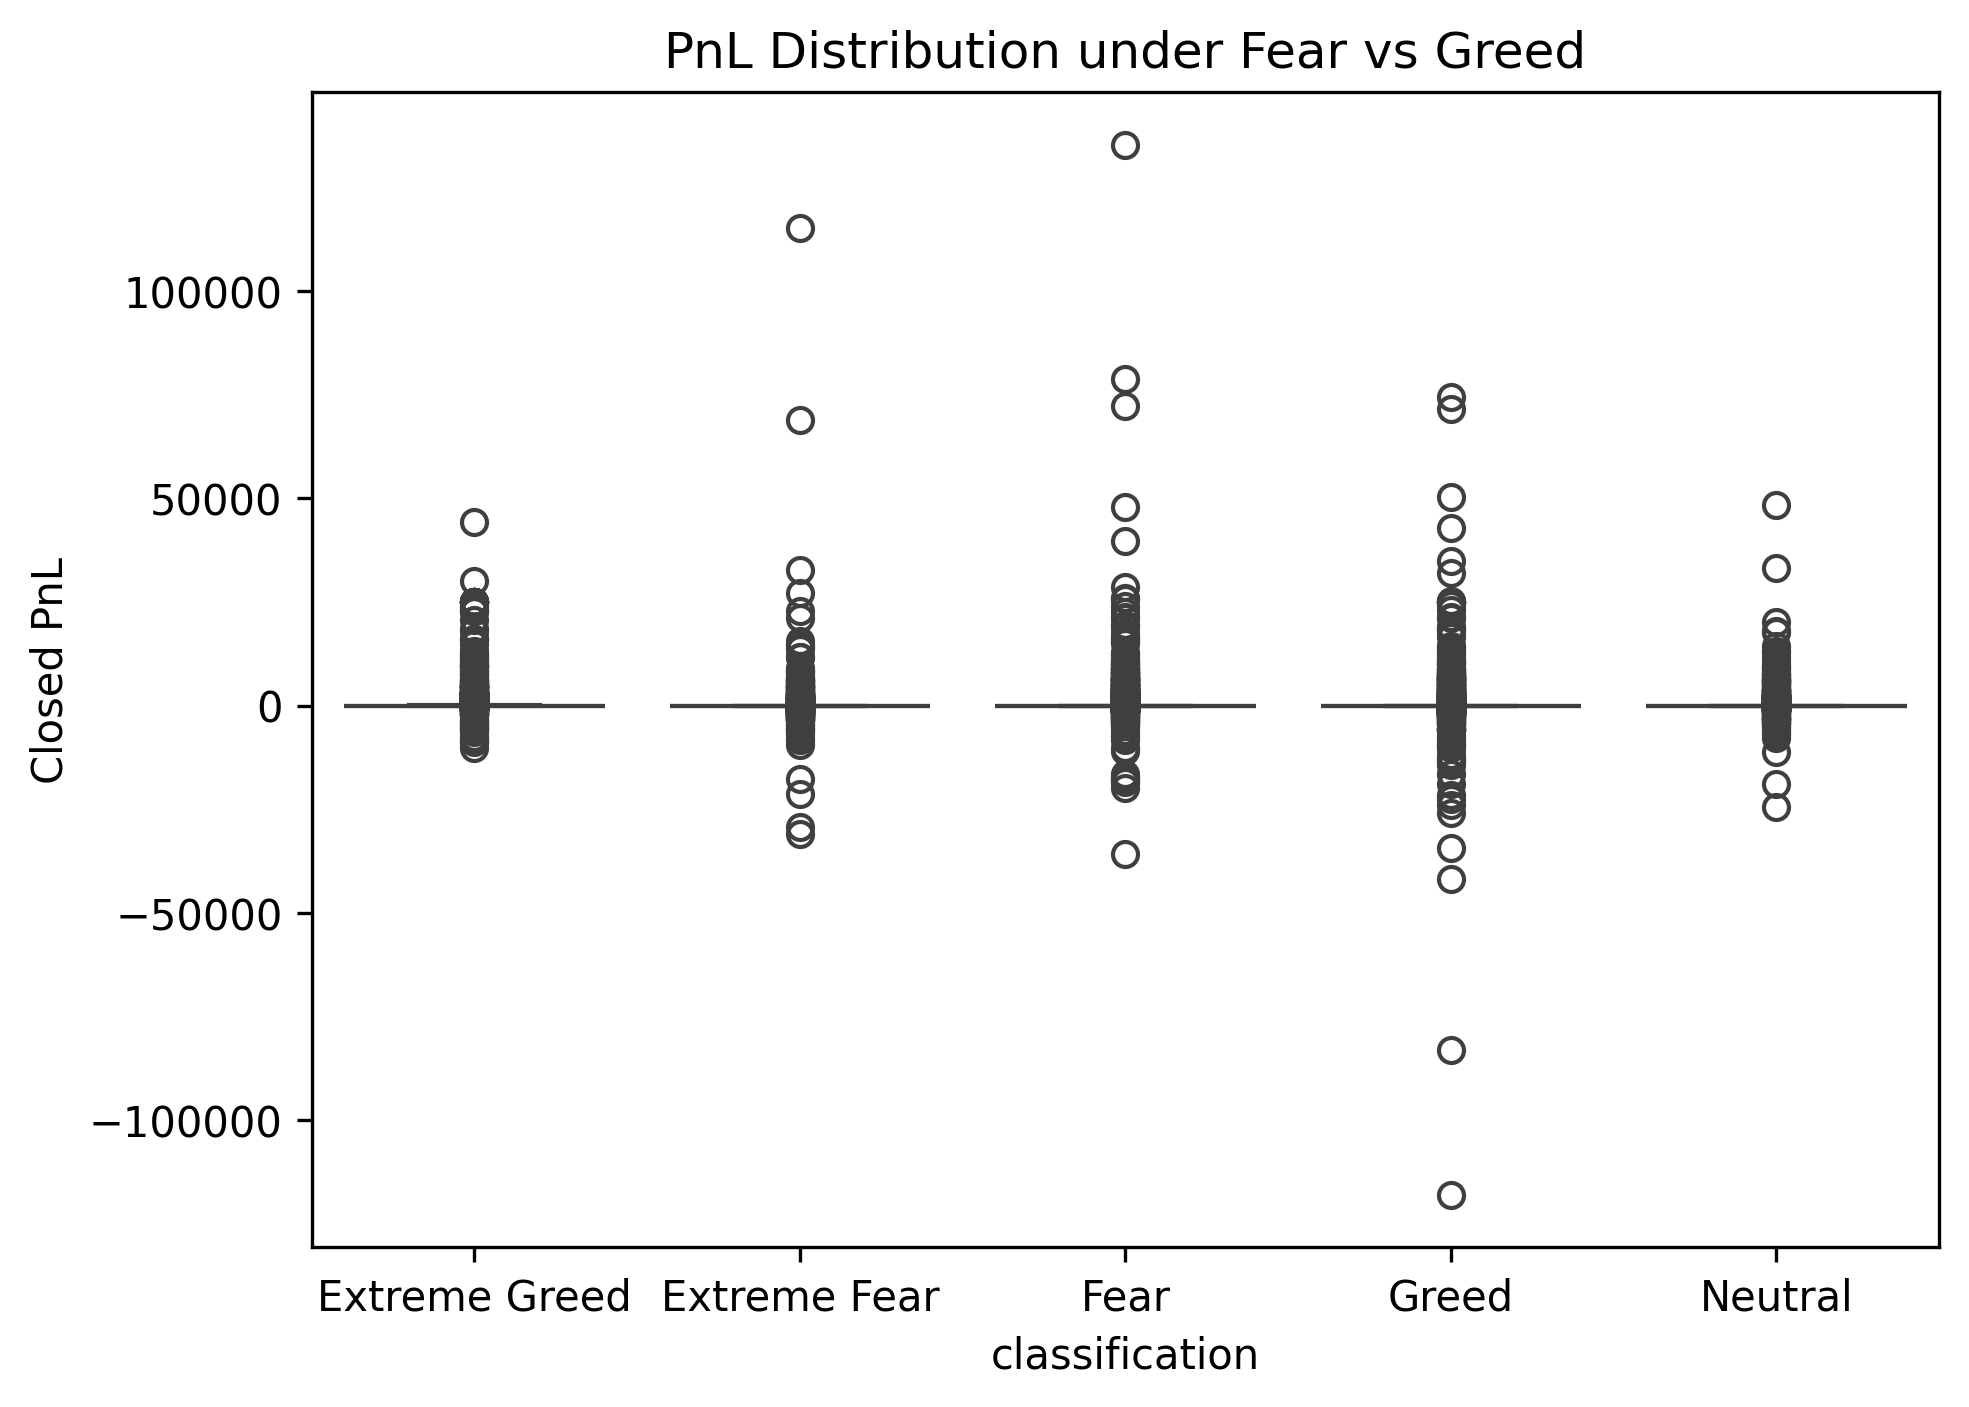 PnL Distribution under Fear vs Greed
Closed PnL
100000
50000
0
−50000
−100000
Extreme Greed Extreme Fear Fear Greed Neutral
classification